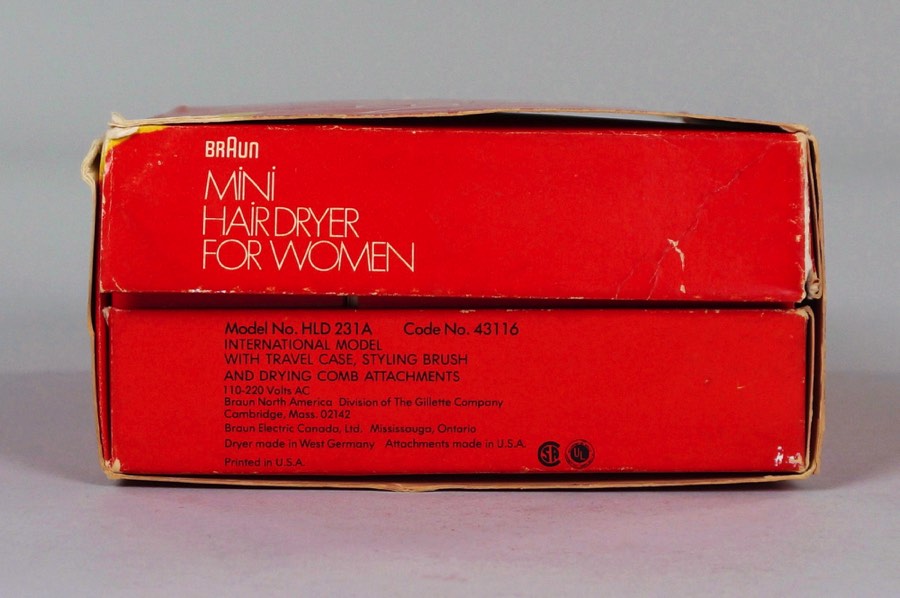 BRAUN
MINI
HAIRDRYER
FOR WOMEN
Model No. HLD 231A Code No. 43116
INTERNATIONAL MODEL
WITH TRAVEL CASE, STYLING BRUSH
AND DRYING COMB ATTACHMENTS
110-220 Volts AC
Braun North America Division of The Gillette Company
Cambridge, Mass. 02142
Braun Electric Canada, Ltd. Mississauga, Ontario
Dryer made in West Germany Attachments made in U.S.A.
SA UL
Printed in U.S.A.